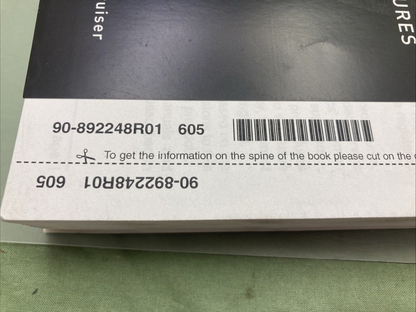 uiser
URES
90-892248R01 605
To get the information on the spine of the book please cut on the
90-892248R01 605